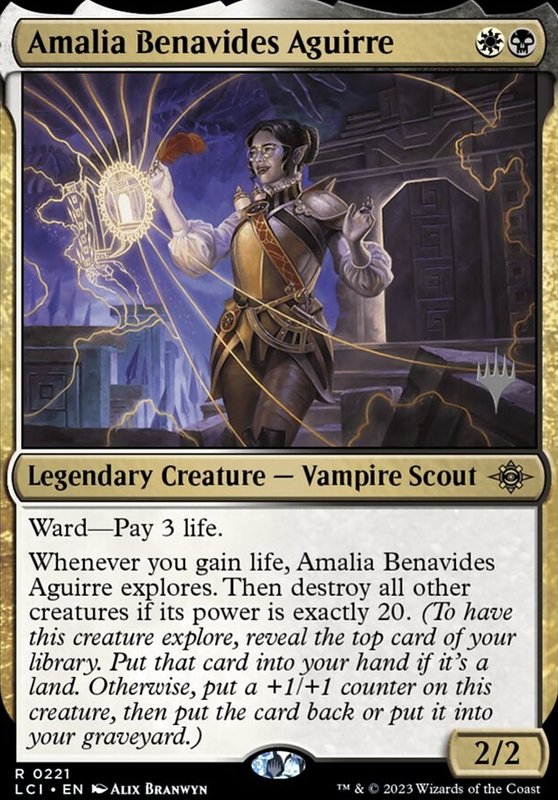 Amalia Benavides Aguirre
Legendary Creature — Vampire Scout
Ward—Pay 3 life.
Whenever you gain life, Amalia Benavides
Aguirre explores. Then destroy all other
creatures if its power is exactly 20. (To have
this creature explore, reveal the top card of your
library. Put that card into your hand if it's a
land. Otherwise, put a +1/+1 counter on this
creature, then put the card back or put it into
your graveyard.)
2/2
R 0221
LCI • EN Alix Branwyn
™ & © 2023 Wizards of the Coast